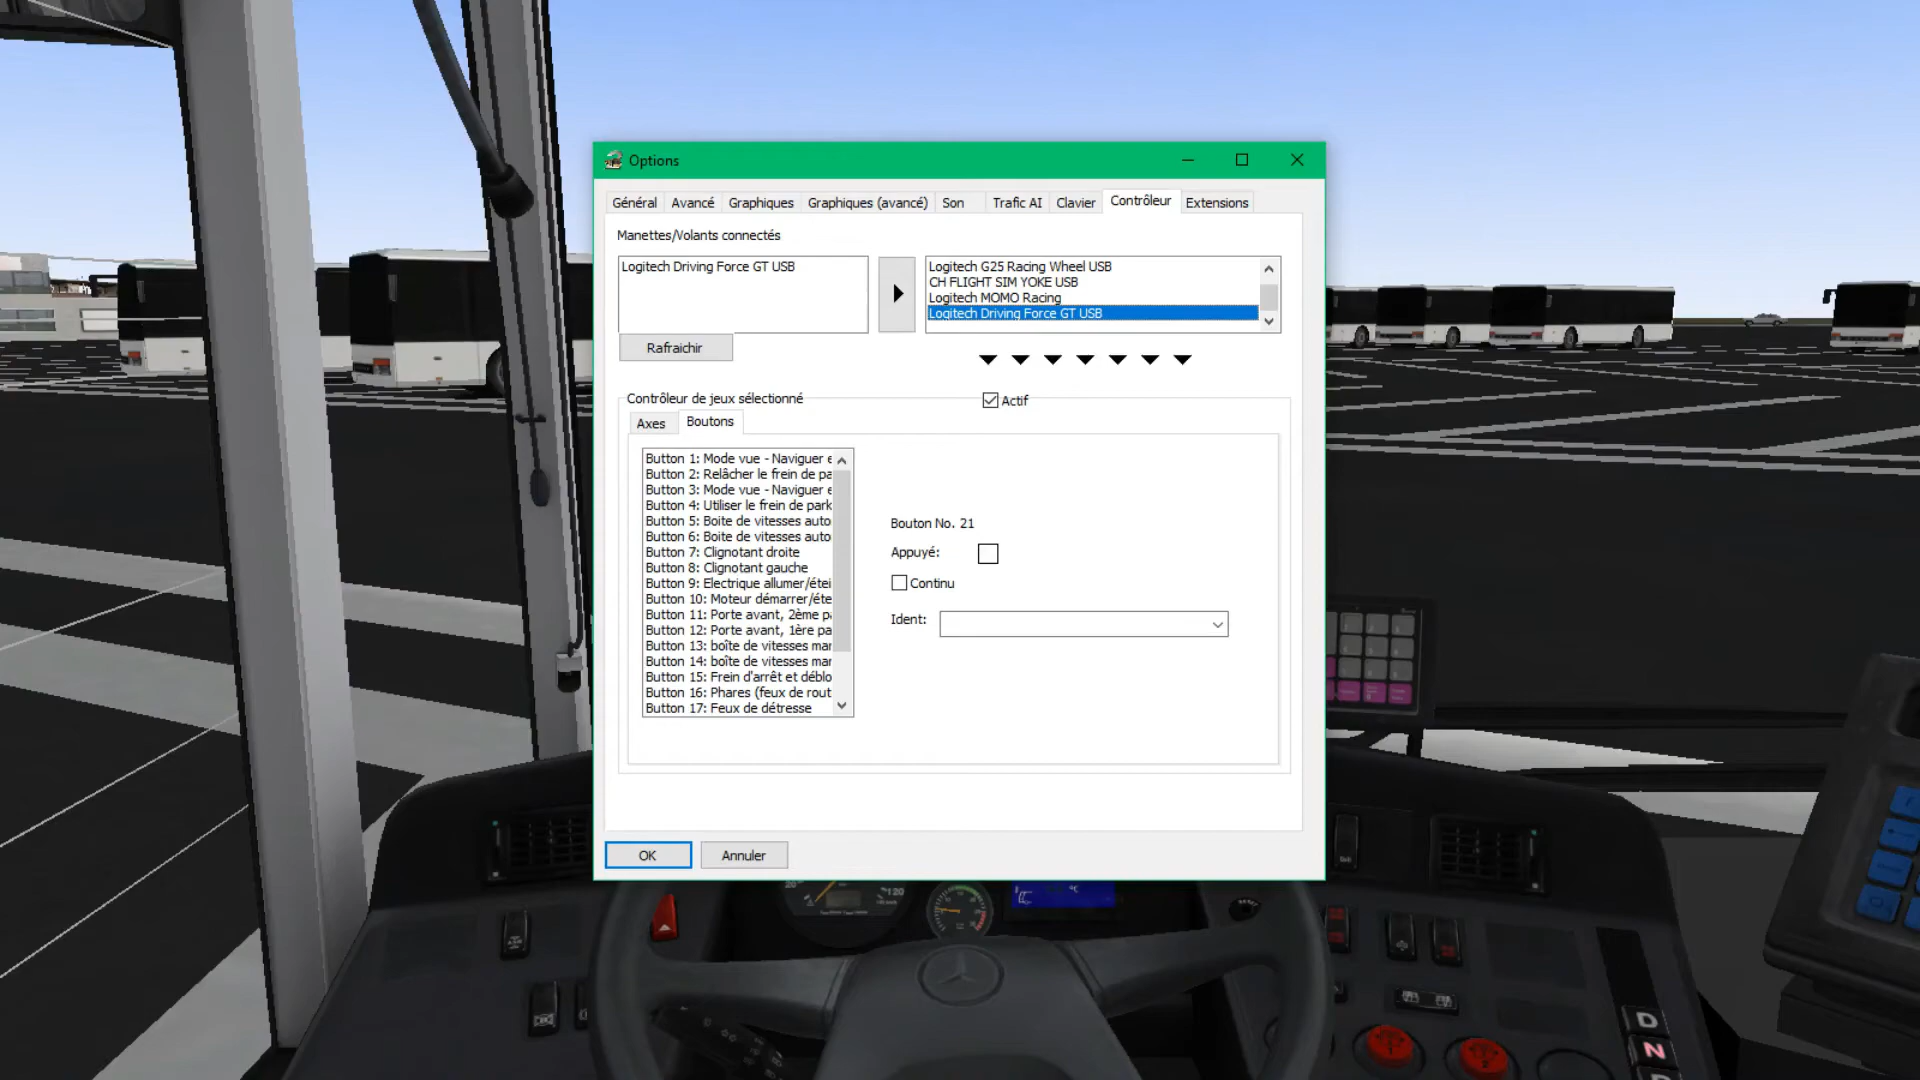 Options
Général Avancé Graphiques Graphiques (avancé) Son Trafic AI Clavier Contrôleur Extensions
Manettes/Volants connectés
Logitech Driving Force GT USB
Logitech G25 Racing Wheel USB
CH FLIGHT SIM YOKE USB
Logitech MOMO Racing
Logitech Driving Force GT USB
Rafraichir
Contrôleur de jeux sélectionné
Actif
Axes Boutons
Button 1: Mode vue - Naviguer e
Button 2: Relâcher le frein de pa
Button 3: Mode vue - Naviguer e
Button 4: Utiliser le frein de park
Button 5: Boite de vitesses auto
Button 6: Boite de vitesses auto
Button 7: Clignotant droite
Button 8: Clignotant gauche
Button 9: Electrique allumer/étei
Button 10: Moteur démarrer/éte
Button 11: Porte avant, 2ème pa
Button 12: Porte avant, 1ère pa
Button 13: boîte de vitesses mar
Button 14: boîte de vitesses mar
Button 15: Frein d'arrêt et déblo
Button 16: Phares (feux de rout
Button 17: Feux de détresse
Bouton No. 21
Appuyé:
Continu
Ident:
OK Annuler
20 120
°C
D
N